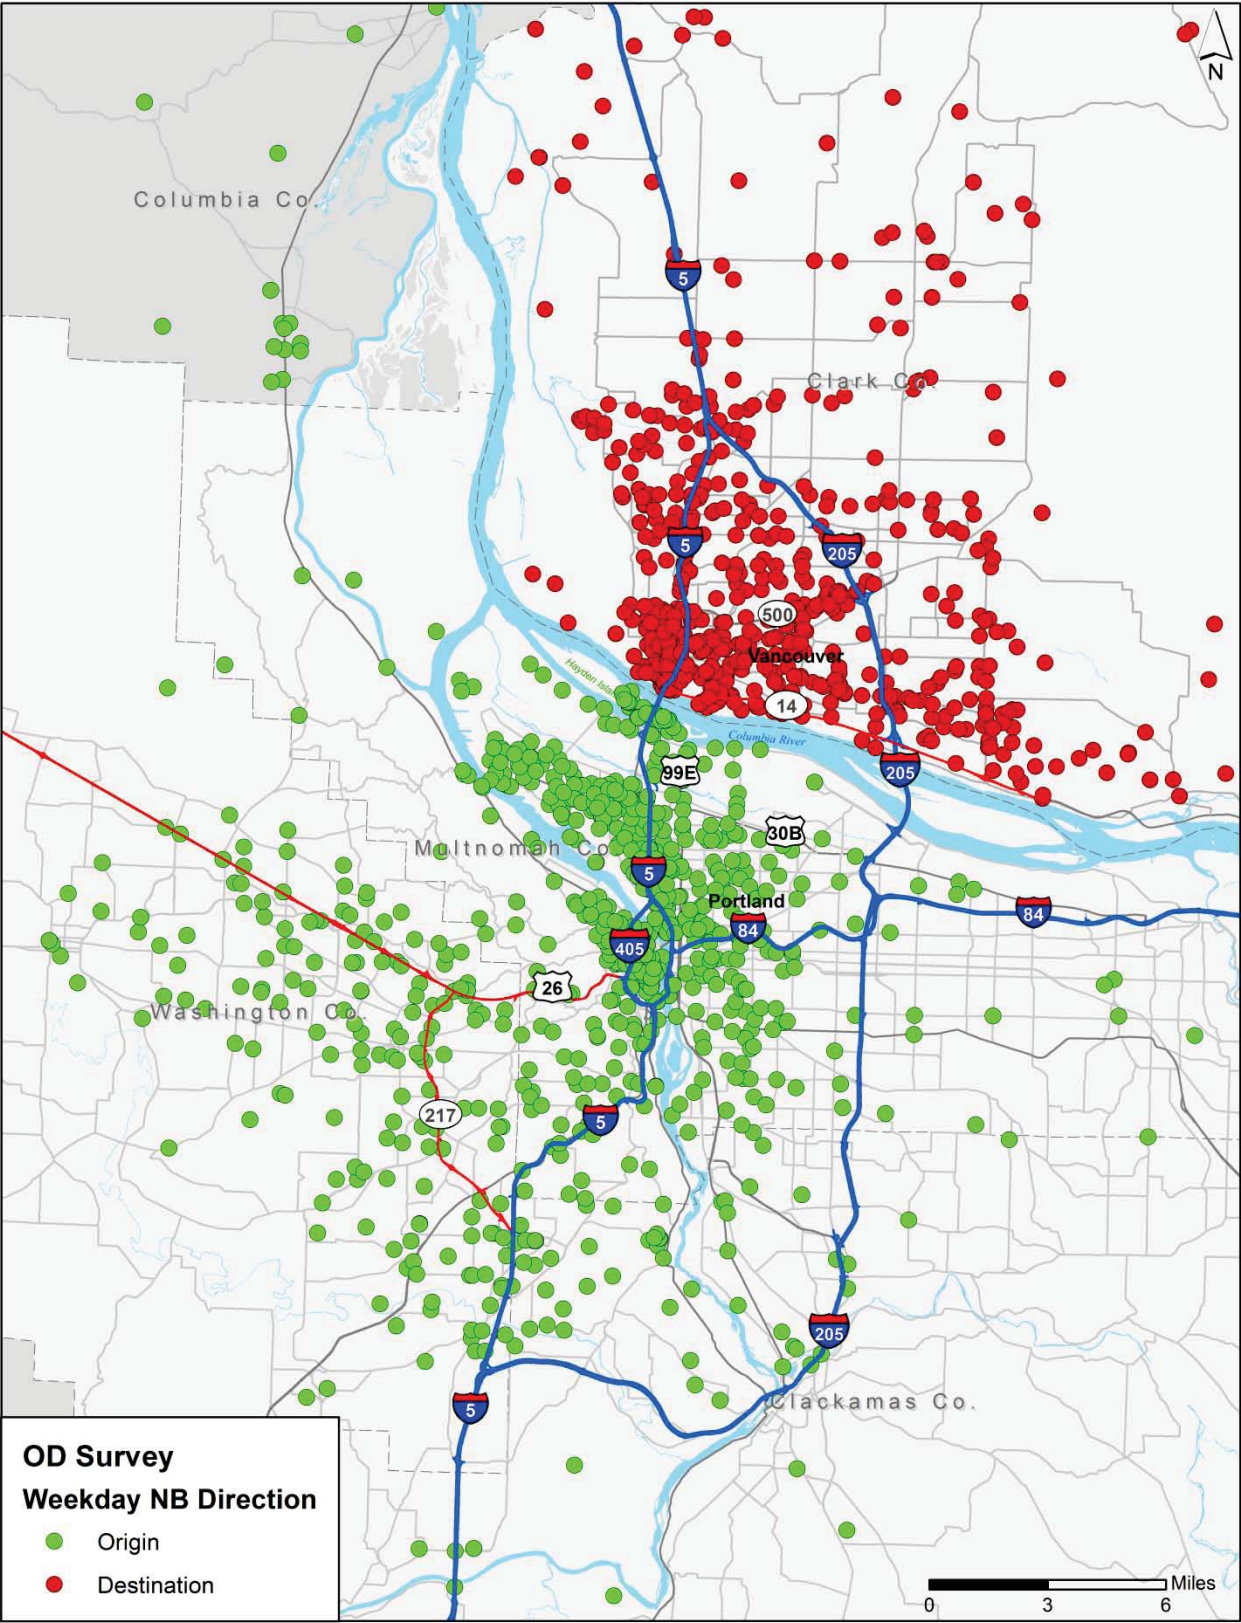 N
Columbia Co.
5
Clark Co.
5
205
500
Vancouver
Hayden Island
14
Columbia River
99E
205
30B
Multnomah Co.
5
Portland
84
84
405
26
Washington Co.
217
5
205
Clackamas Co.
5
OD Survey
Weekday NB Direction
Origin
Destination
Miles
0 3 6